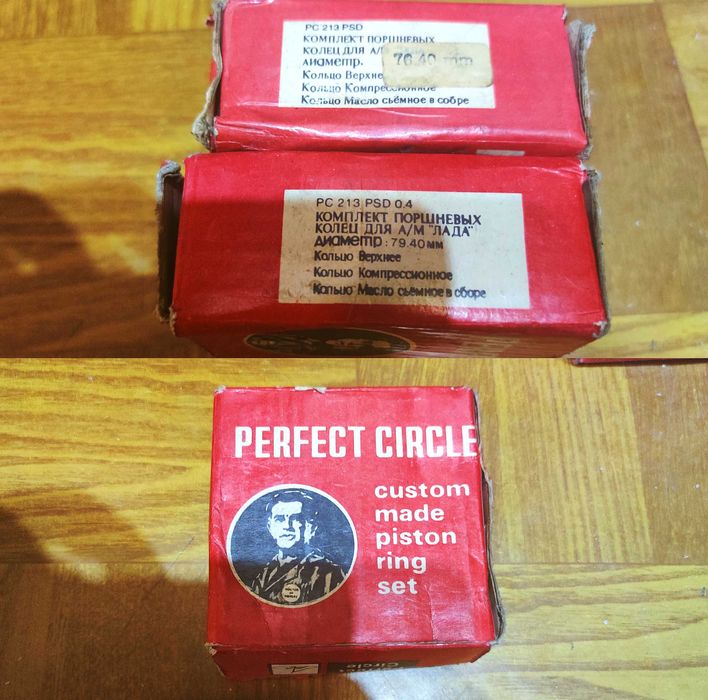 PC 213 PSD
КОМПЛЕКТ ПОРШНЕВЫХ
КОЛЕЦ ДЛЯ А/М
диаметр. 76.40 mm
Кольцо Верхнее
Кольцо Компрессионное
Кольцо Масло сьёмное в собре
PC 213 PSD 0.4
КОМПЛЕКТ ПОРШНЕВЫХ
КОЛЕЦ ДЛЯ А/М "ЛАДА"
диаметр : 79.40 мм
Кольцо Верхнее
Кольцо Компрессионное
Кольцо Масло сьёмное в сборе
PERFECT CIRCLE
custom
made
piston
ring
set